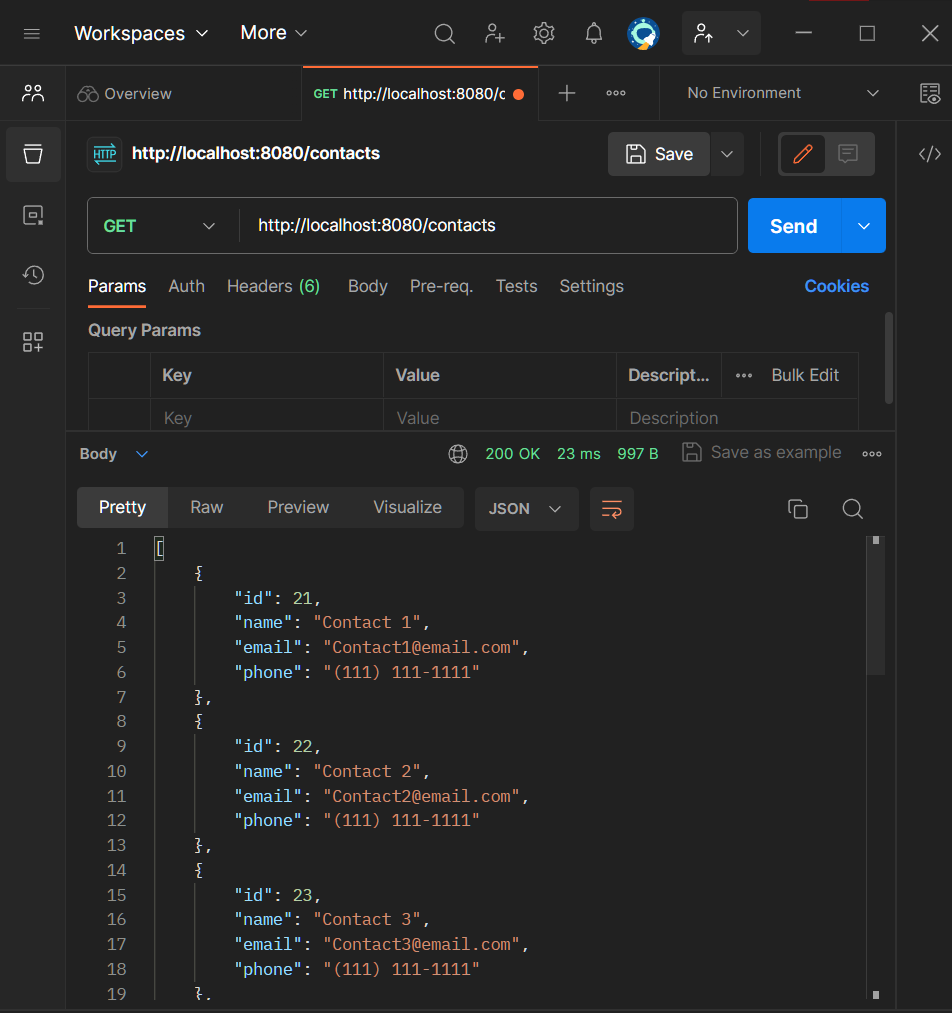 Workspaces More
Overview GET http://localhost:8080/c No Environment
HTTP http://localhost:8080/contacts Save
GET http://localhost:8080/contacts Send
Params Auth Headers (6) Body Pre-req. Tests Settings Cookies
Query Params
Key Value Descript... Bulk Edit
Key Value Description
Body 200 OK 23 ms 997 B Save as example
Pretty Raw Preview Visualize JSON
1 [
2 {
3 "id": 21,
4 "name": "Contact 1",
5 "email": "Contact1@email.com",
6 "phone": "(111) 111-1111"
7 },
8 {
9 "id": 22,
10 "name": "Contact 2",
11 "email": "Contact2@email.com",
12 "phone": "(111) 111-1111"
13 },
14 {
15 "id": 23,
16 "name": "Contact 3",
17 "email": "Contact3@email.com",
18 "phone": "(111) 111-1111"
19 },